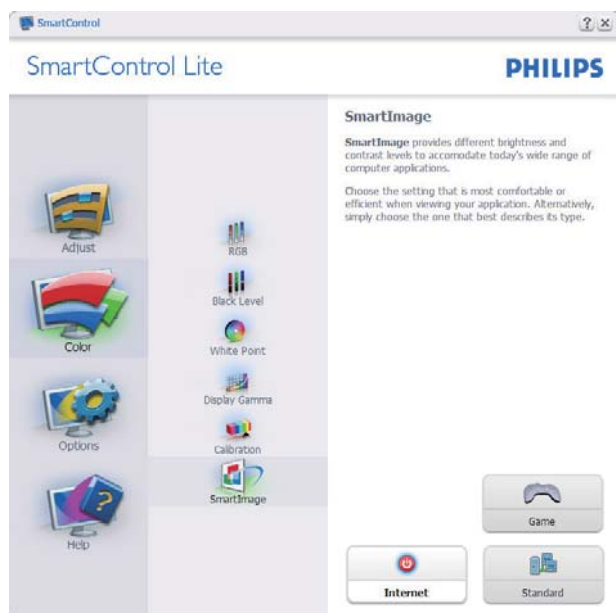 SmartControl
? ×
SmartControl Lite
PHILIPS
Adjust
Color
Options
?
Help
RGB
Black Level
White Point
Display Gamma
Calibration
SmartImage
SmartImage
SmartImage provides different brightness and
contrast levels to accomodate today's wide range of
computer applications.
Choose the setting that is most comfortable or
efficient when viewing your application. Alternatively,
simply choose the one that best describes its type.
Game
Internet
Standard